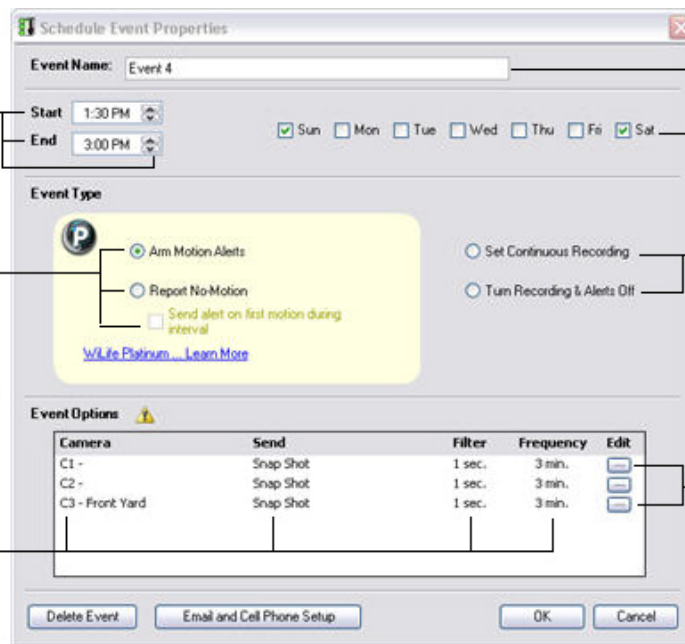 Schedule Event Properties
Event Name: Event 4
Start 1:30 PM
End 3:00 PM
Sun Mon Tue Wed Thu Fri Sat
Event Type
P
Arm Motion Alerts
Set Continuous Recording
Report No-Motion
Turn Recording & Alerts Off
Send alert on first motion during
interval
WiLife Platinum ... Learn More
Event Options
Camera Send Filter Frequency Edit
C1 - Snap Shot 1 sec. 3 min. ...
C2 - Snap Shot 1 sec. 3 min. ...
C3 - Front Yard Snap Shot 1 sec. 3 min. ...
Delete Event Email and Cell Phone Setup OK Cancel